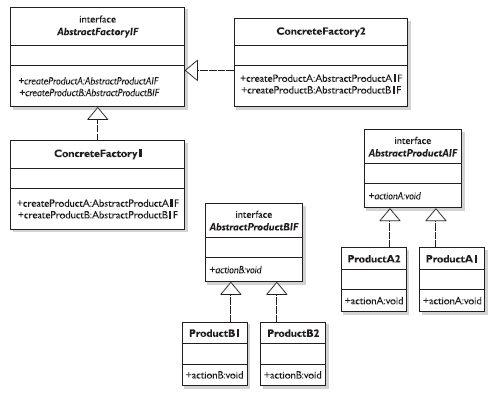 interface
AbstractFactoryIF
+createProductA:AbstractProductAIF
+createProductB:AbstractProductBIF
ConcreteFactory2
+createProductA:AbstractProductAIF
+createProductB:AbstractProductBIF
ConcreteFactory1
+createProductA:AbstractProductAIF
+createProductB:AbstractProductBIF
interface
AbstractProductAIF
+actionA:void
interface
AbstractProductBIF
+actionB:void
ProductA2
+actionA:void
ProductA1
+actionA:void
ProductB1
+actionB:void
ProductB2
+actionB:void